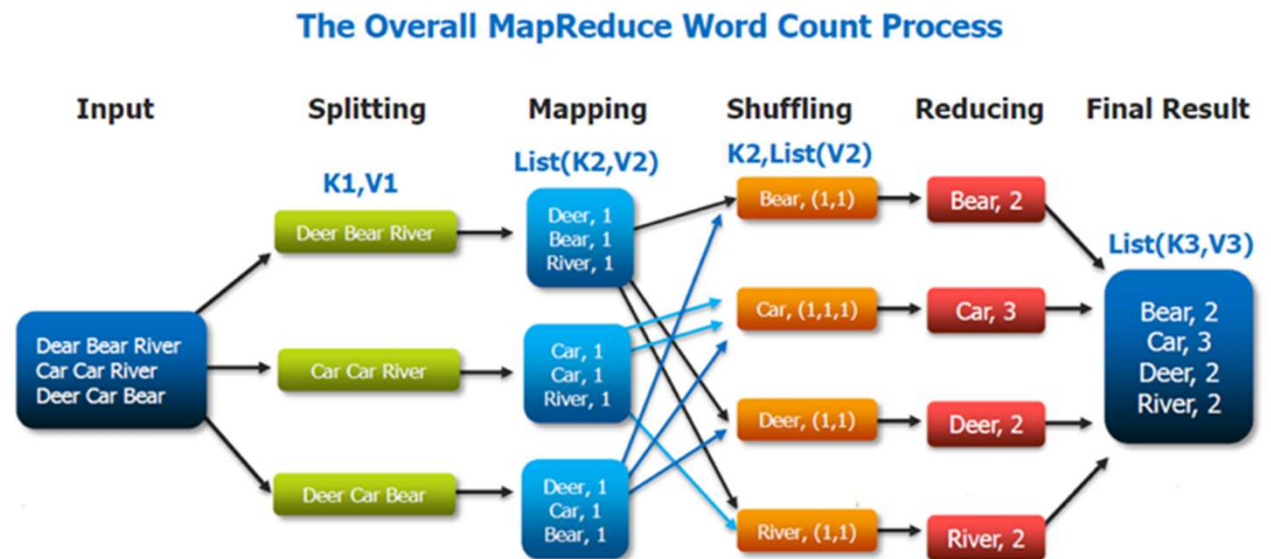 The Overall MapReduce Word Count Process
Input
Splitting
Mapping
Shuffling
Reducing
Final Result
K1,V1
List(K2,V2)
K2,List(V2)
List(K3,V3)
Dear Bear River
Car Car River
Deer Car Bear
Deer Bear River
Car Car River
Deer Car Bear
Deer, 1
Bear, 1
River, 1
Car, 1
Car, 1
River, 1
Deer, 1
Car, 1
Bear, 1
Bear, (1,1)
Car, (1,1,1)
Deer, (1,1)
River, (1,1)
Bear, 2
Car, 3
Deer, 2
River, 2
Bear, 2
Car, 3
Deer, 2
River, 2